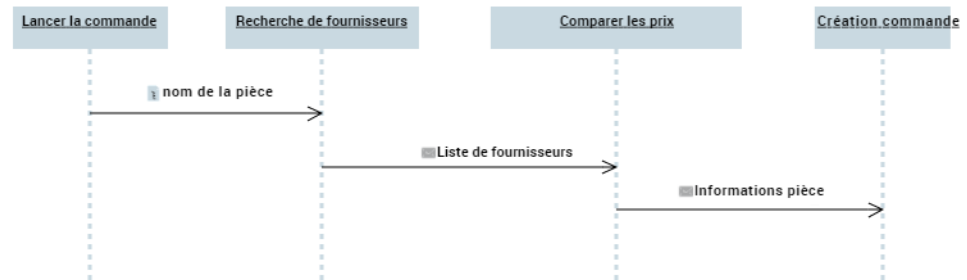 Lancer la commande
Recherche de fournisseurs
Comparer les prix
Création commande
nom de la pièce
Liste de fournisseurs
Informations pièce